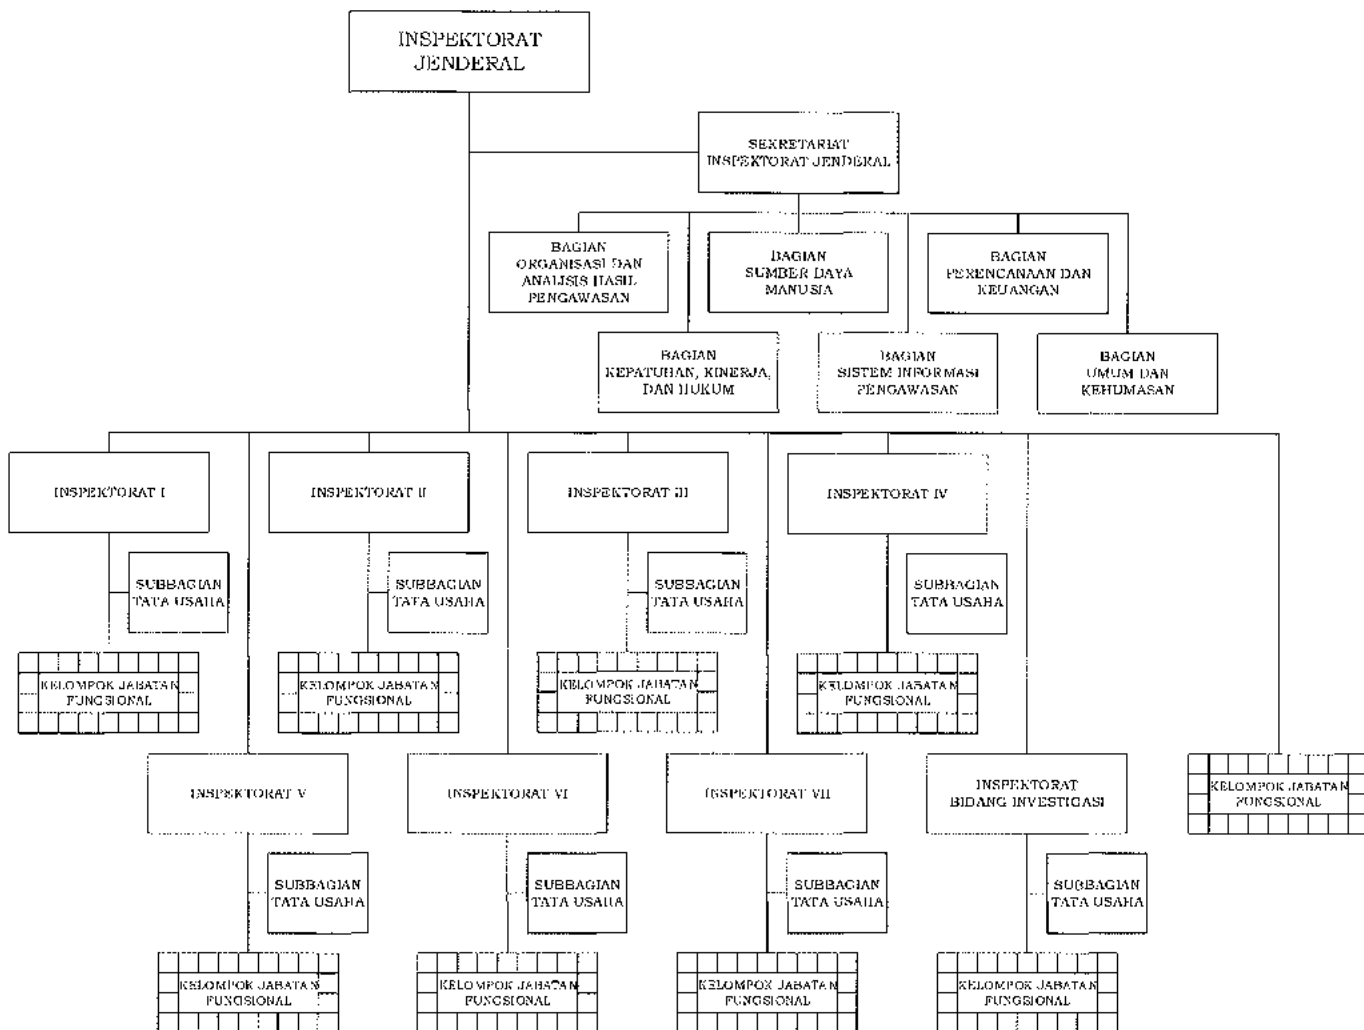 INSPEKTORAT
JENDERAL
SEKRETARIAT
INSPEKTORAT JENDERAL
BAGIAN
ORGANISASI DAN
ANALISIS HASIL
PENGAWASAN
BAGIAN
SUMBER DAYA
MANUSIA
BAGIAN
PERENCANAAN DAN
KEUANGAN
BAGIAN
KEPATUHAN, KINERJA,
DAN HUKUM
BAGIAN
SISTEM INFORMASI
PENGAWASAN
BAGIAN
UMUM DAN
KEHUMASAN
INSPEKTORAT I
INSPEKTORAT II
INSPEKTORAT III
INSPEKTORAT IV
SUBBAGIAN
TATA USAHA
SUBBAGIAN
TATA USAHA
SUBBAGIAN
TATA USAHA
SUBBAGIAN
TATA USAHA
KELOMPOK JABATAN
FUNGSIONAL
KELOMPOK JABATAN
FUNGSIONAL
KELOMPOK JABATAN
FUNGSIONAL
KELOMPOK JABATAN
FUNGSIONAL
INSPEKTORAT V
INSPEKTORAT VI
INSPEKTORAT VII
INSPEKTORAT
BIDANG INVESTIGASI
KELOMPOK JABATAN
FUNGSIONAL
SUBBAGIAN
TATA USAHA
SUBBAGIAN
TATA USAHA
SUBBAGIAN
TATA USAHA
SUBBAGIAN
TATA USAHA
KELOMPOK JABATAN
FUNGSIONAL
KELOMPOK JABATAN
FUNGSIONAL
KELOMPOK JABATAN
FUNGSIONAL
KELOMPOK JABATAN
FUNGSIONAL